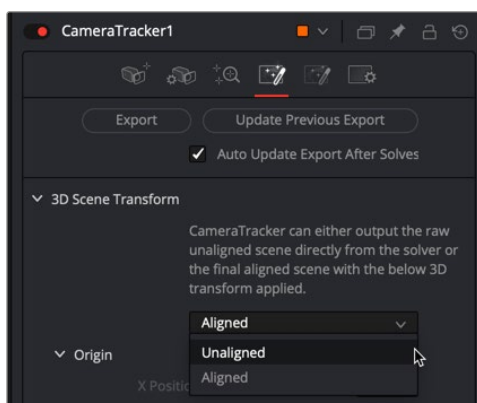 CameraTracker1
Export
Update Previous Export
Auto Update Export After Solves
3D Scene Transform
CameraTracker can either output the raw
unaligned scene directly from the solver or
the final aligned scene with the below 3D
transform applied.
Aligned
Unaligned
Origin
Aligned
X Positio